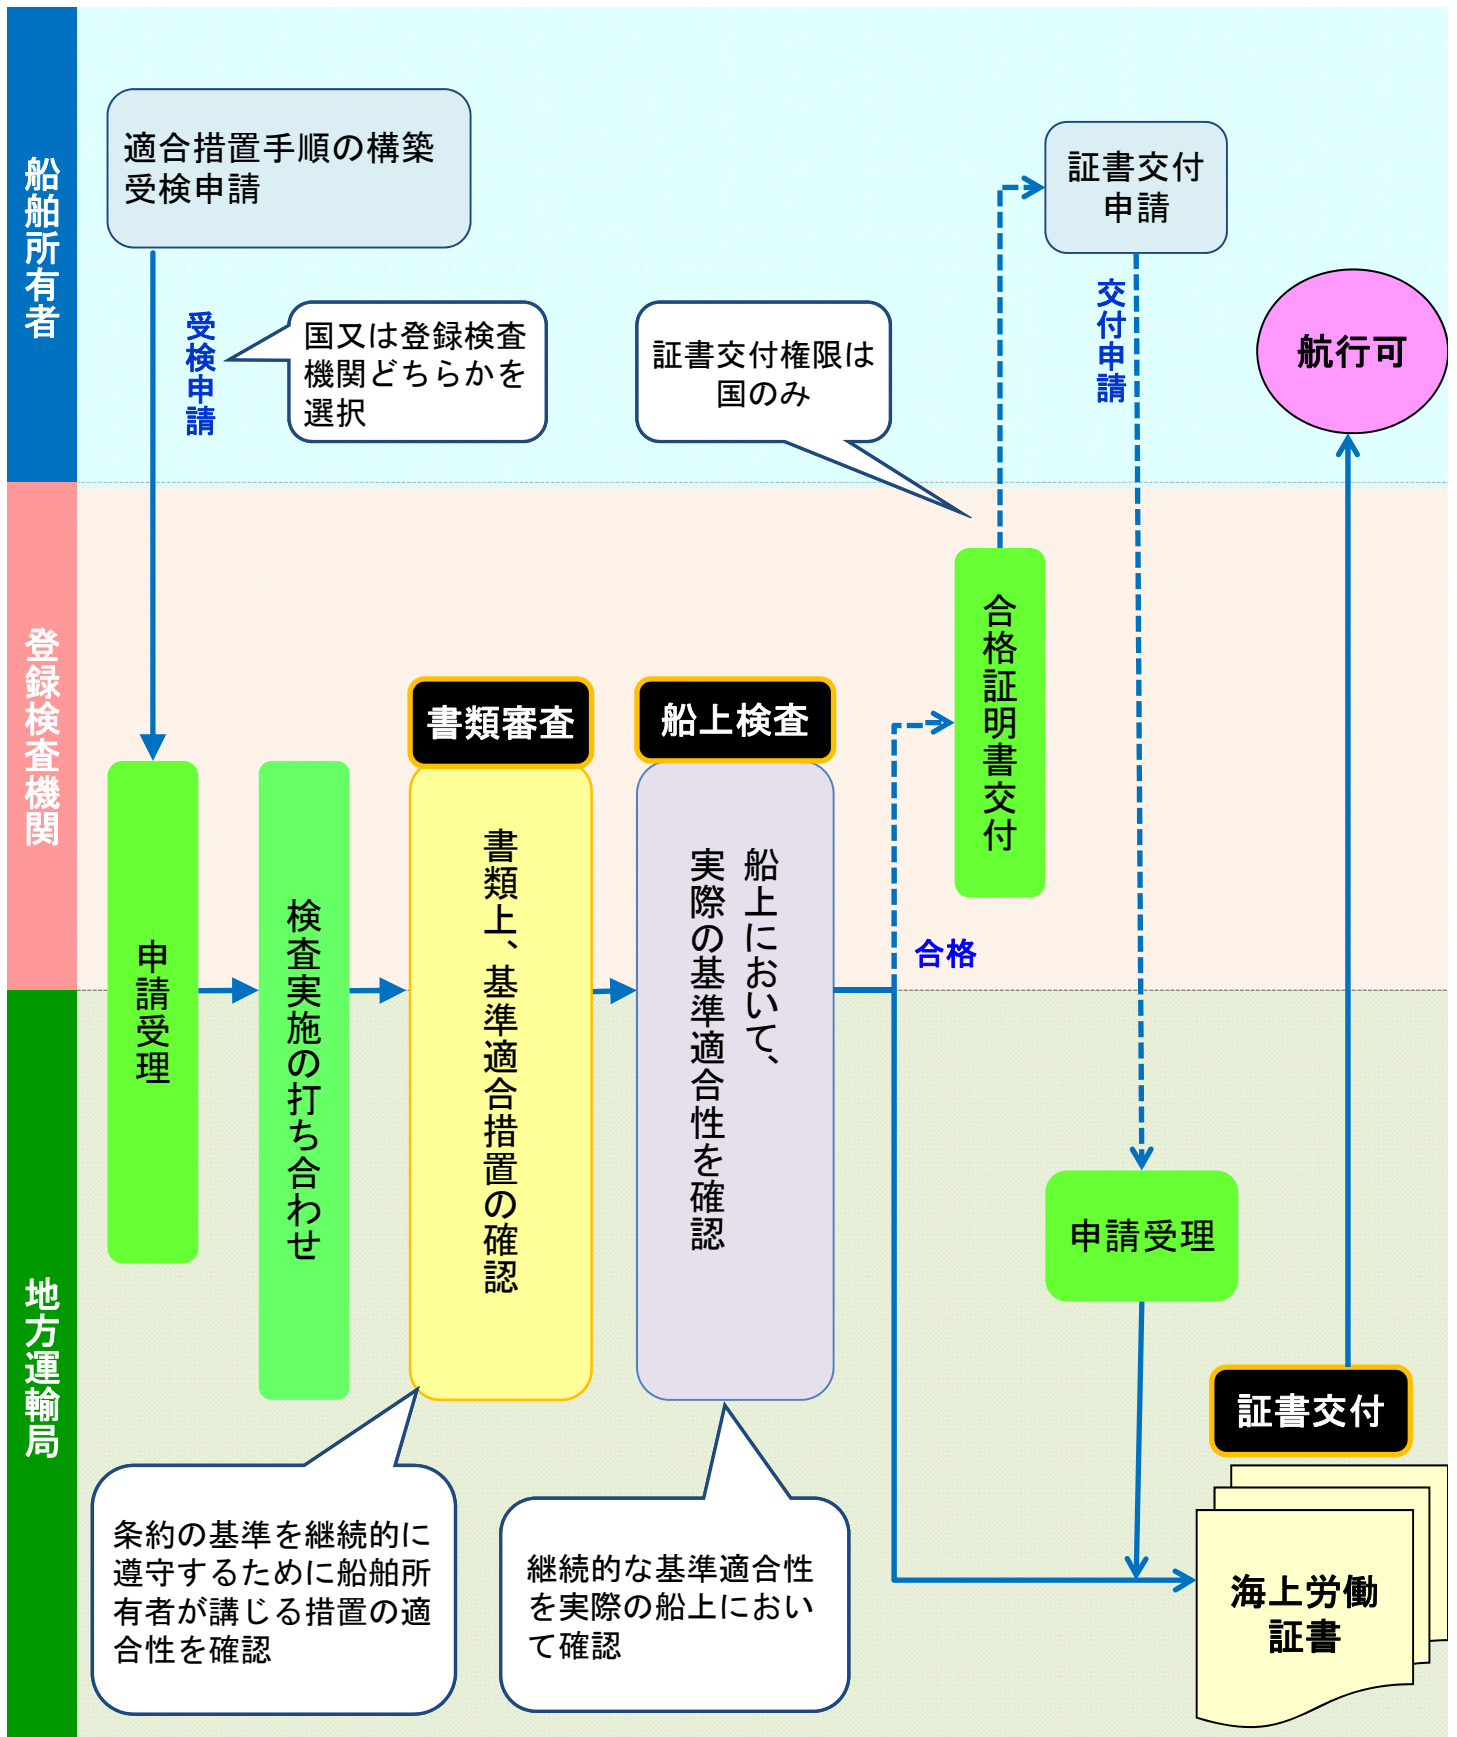 船舶所有者
適合措置手順の構築
受検申請
受検申請
国又は登録検査
機関どちらかを
選択
証書交付権限は
国のみ
証書交付
申請
交付申請
航行可
登録検査機関
合格証明書交付
書類審査
船上検査
合格
申請受理
検査実施の打ち合わせ
書類上、基準適合措置の確認
船上において、
実際の基準適合性を確認
地方運輸局
申請受理
証書交付
海上労働
証書
条約の基準を継続的に
遵守するために船舶所
有者が講じる措置の適
合性を確認
継続的な基準適合性
を実際の船上におい
て確認